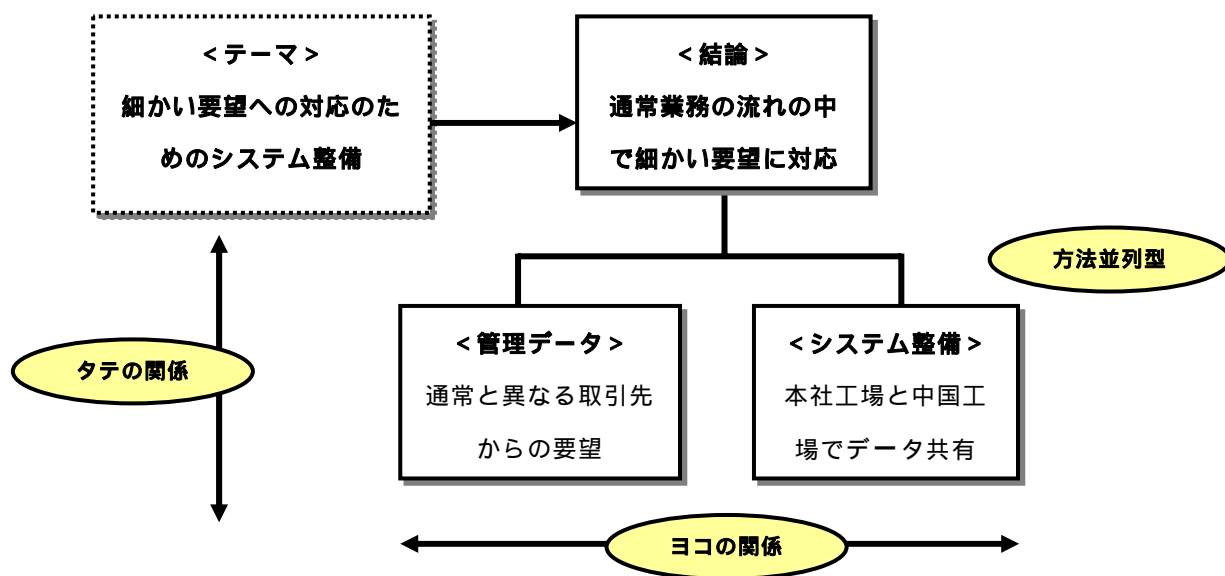 <テーマ>
細かい要望への対応のた
めのシステム整備
<結論>
通常業務の流れの中
で細かい要望に対応
方法並列型
<管理データ>
通常と異なる取引先
からの要望
<システム整備>
本社工場と中国工
場でデータ共有
タテの関係
ヨコの関係